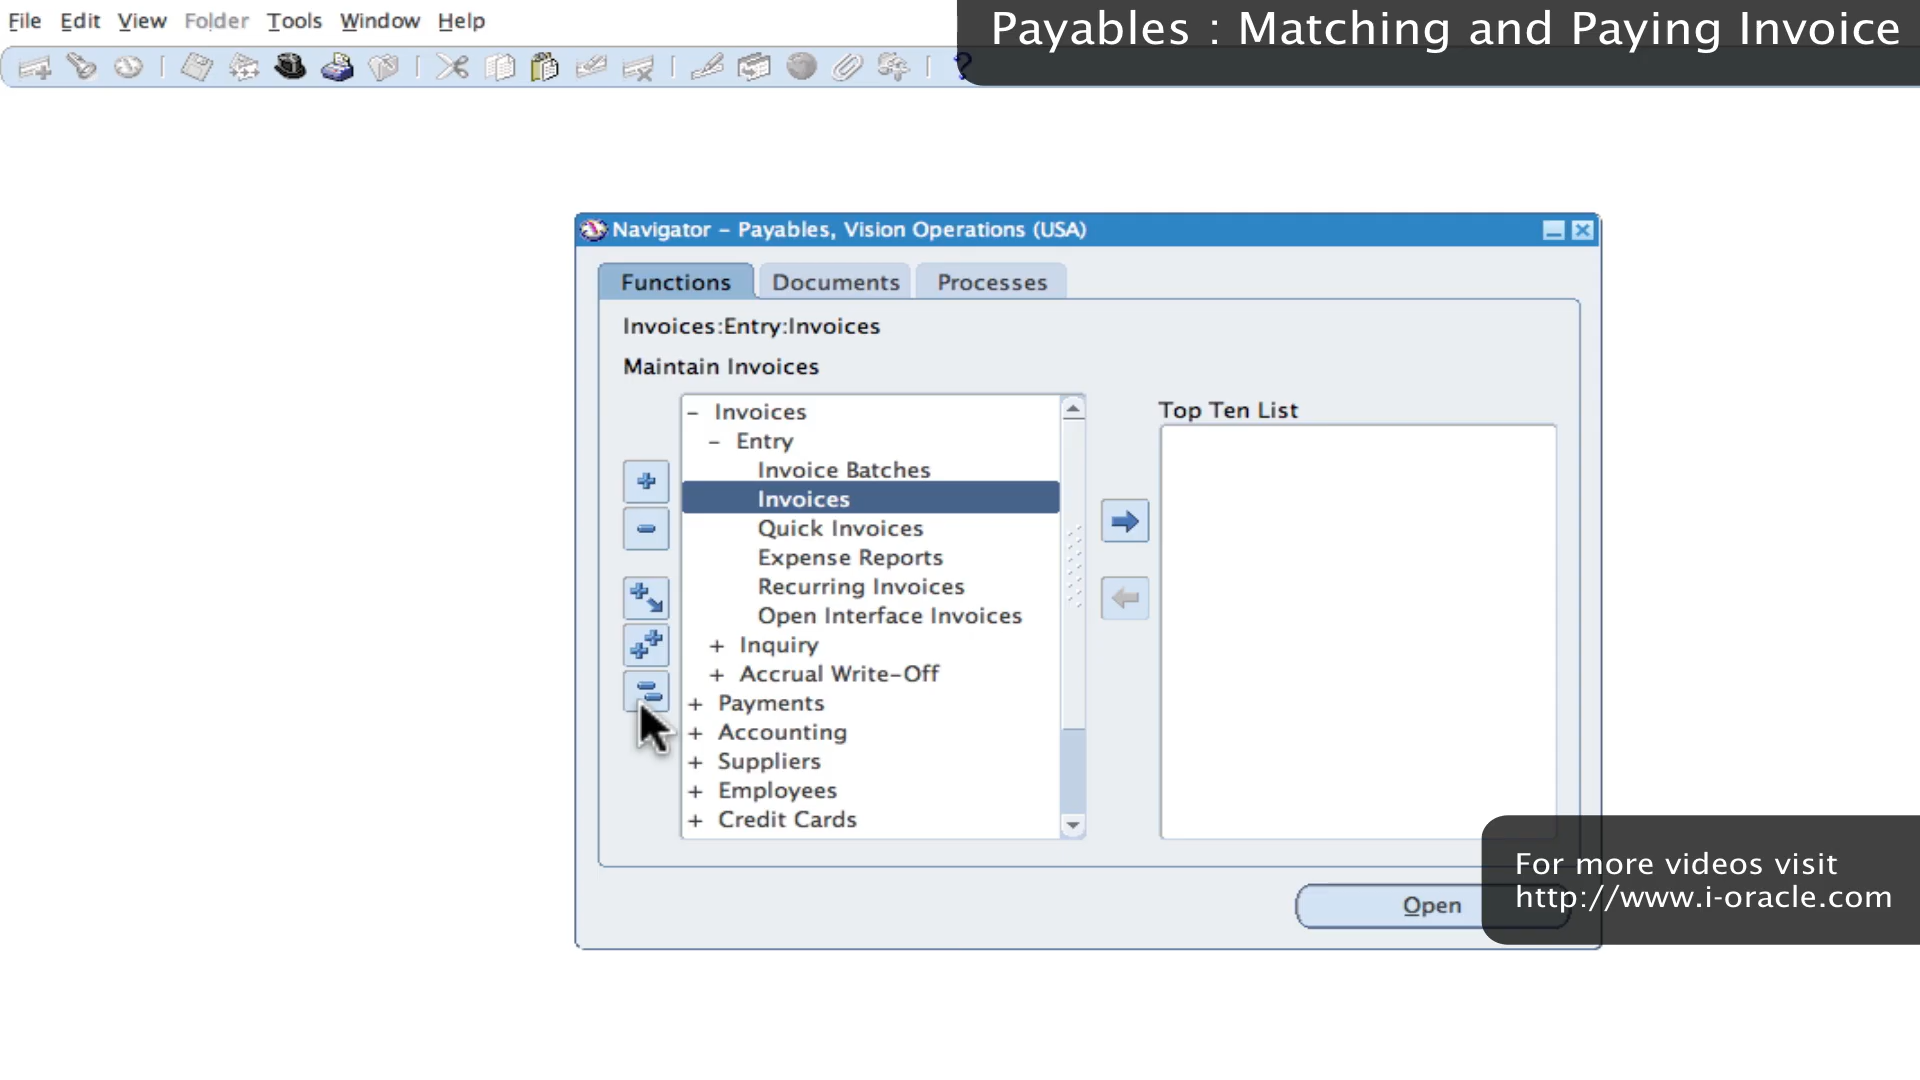 File Edit View Folder Tools Window Help
Payables : Matching and Paying Invoice
?
Navigator – Payables, Vision Operations (USA)
Functions Documents Processes
Invoices:Entry:Invoices
Maintain Invoices
– Invoices
– Entry
Invoice Batches
Invoices
Quick Invoices
Expense Reports
Recurring Invoices
Open Interface Invoices
+ Inquiry
+ Accrual Write-Off
+ Payments
+ Accounting
+ Suppliers
+ Employees
+ Credit Cards
Top Ten List
Open
For more videos visit
http://www.i-oracle.com